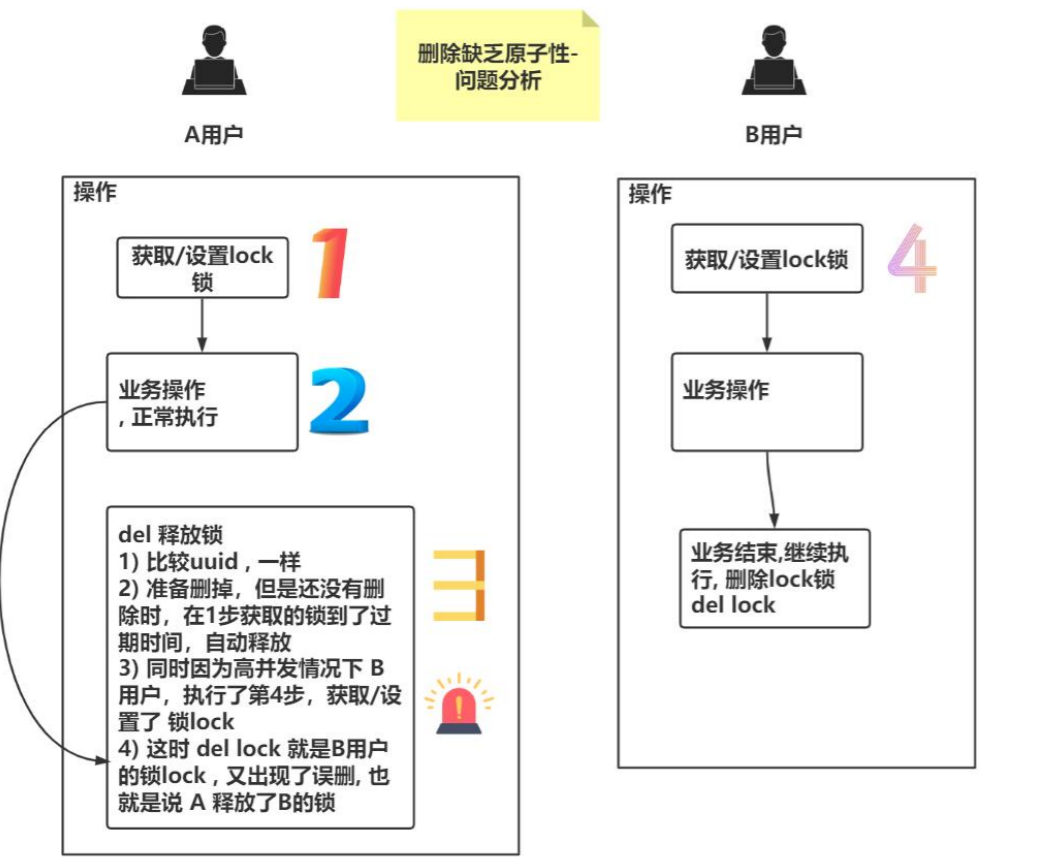 删除缺乏原子性-
问题分析
A用户
B用户
操作
获取/设置lock
锁
1
业务操作
, 正常执行
2
del 释放锁
1) 比较uuid , 一样
2) 准备删掉，但是还没有删
除时，在1步获取的锁到了过
期时间，自动释放
3) 同时因为高并发情况下 B
用户，执行了第4步，获取/设
置了 锁lock
4) 这时 del lock 就是B用户
的锁lock , 又出现了误删, 也
就是说 A 释放了B的锁
3
操作
获取/设置lock锁
4
业务操作
业务结束,继续执
行, 删除lock锁
del lock